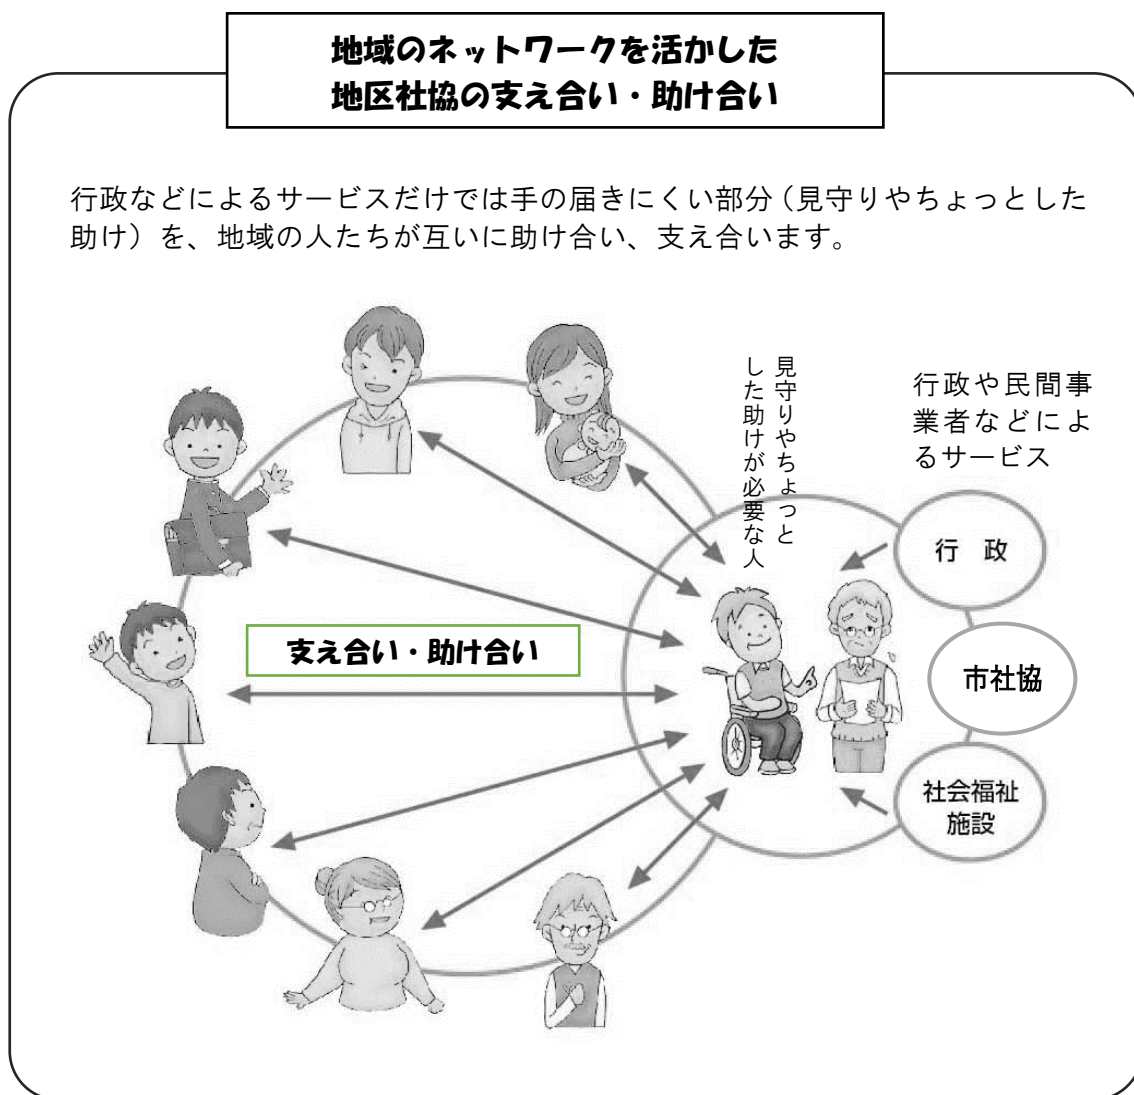 地域のネットワークを活かした
地区社協の支え合い・助け合い
行政などによるサービスだけでは手の届きにくい部分（見守りやちょっとした
助け）を、地域の人たちが互いに助け合い、支え合います。
見守りやちょっと
した助けが必要な人
行政や民間事
業者などによ
るサービス
行　政
支え合い・助け合い
市社協
社会福祉
施設